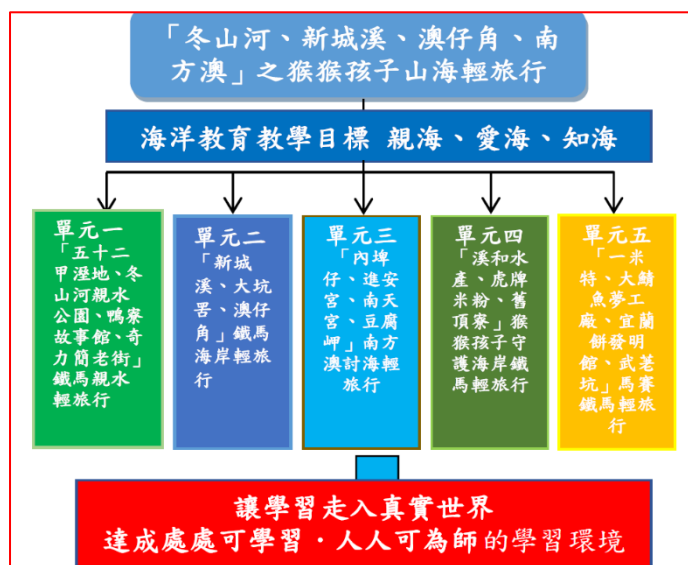 「冬山河、新城溪、澳仔角、南
方澳」之猴猴孩子山海輕旅行
海洋教育教學目標 親海、愛海、知海
單元一
「五十二
甲溼地、冬
山河親水
公園、鴨寮
故事館、奇
力簡老街」
鐵馬親水
輕旅行
單元二
「新城
溪、大坑
罟、澳仔
角」鐵馬
海岸輕旅
行
單元三
「內埤
仔、進安
宮、南天
宮、豆腐
岬」南方
澳討海輕
旅行
單元四
「溪和水
產、虎牌
米粉、舊
頂寮」猴
猴孩子守
護海岸鐵
馬輕旅行
單元五
「一米
特、大鯖
魚夢工
廠、宜蘭
餅發明
館、武荖
坑」馬賽
鐵馬輕旅
行
讓學習走入真實世界
達成處處可學習．人人可為師的學習環境